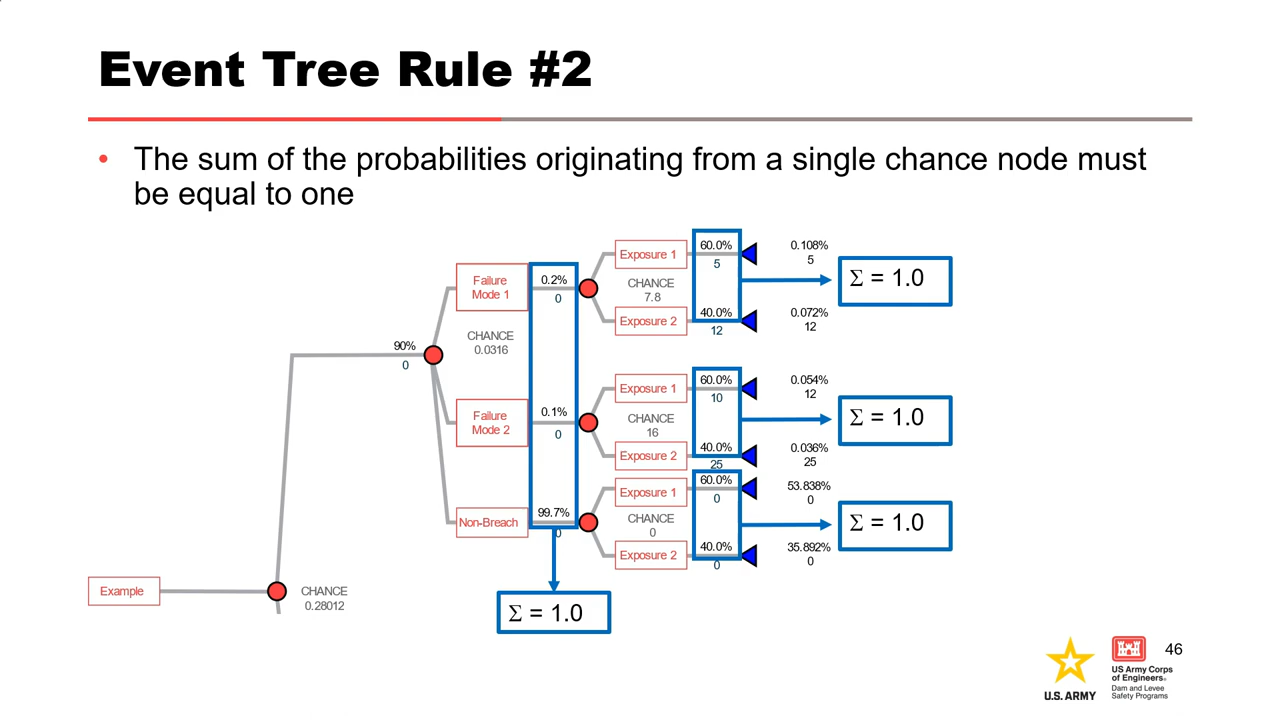 Event Tree Rule #2
• The sum of the probabilities originating from a single chance node must
be equal to one
60.0%
Exposure 1
5
0.108%
5
Σ = 1.0
Failure
Mode 1
0.2%
0
CHANCE
7.8
40.0%
Exposure 2
12
0.072%
12
CHANCE
0.0316
90%
0
60.0%
Exposure 1
10
0.054%
12
Σ = 1.0
Failure
Mode 2
0.1%
0
CHANCE
16
40.0%
Exposure 2
25
0.036%
25
60.0%
Exposure 1
0
53.838%
0
Σ = 1.0
Non-Breach
99.7%
0
CHANCE
0
40.0%
Exposure 2
0
35.892%
0
Example
CHANCE
0.28012
Σ = 1.0
46
U.S. ARMY
US Army Corps
of Engineers®
Dam and Levee
Safety Programs